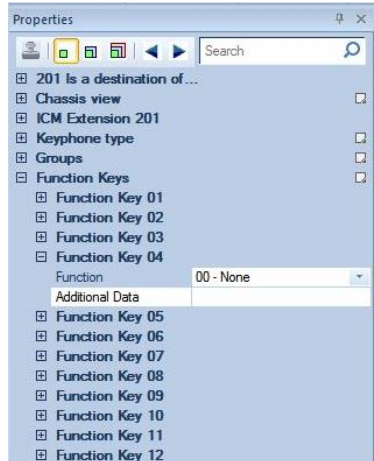 Properties
Search
201 Is a destination of...
Chassis view
ICM Extension 201
Keyphone type
Groups
Function Keys
Function Key 01
Function Key 02
Function Key 03
Function Key 04
Function 00 - None
Additional Data
Function Key 05
Function Key 06
Function Key 07
Function Key 08
Function Key 09
Function Key 10
Function Key 11
Function Key 12